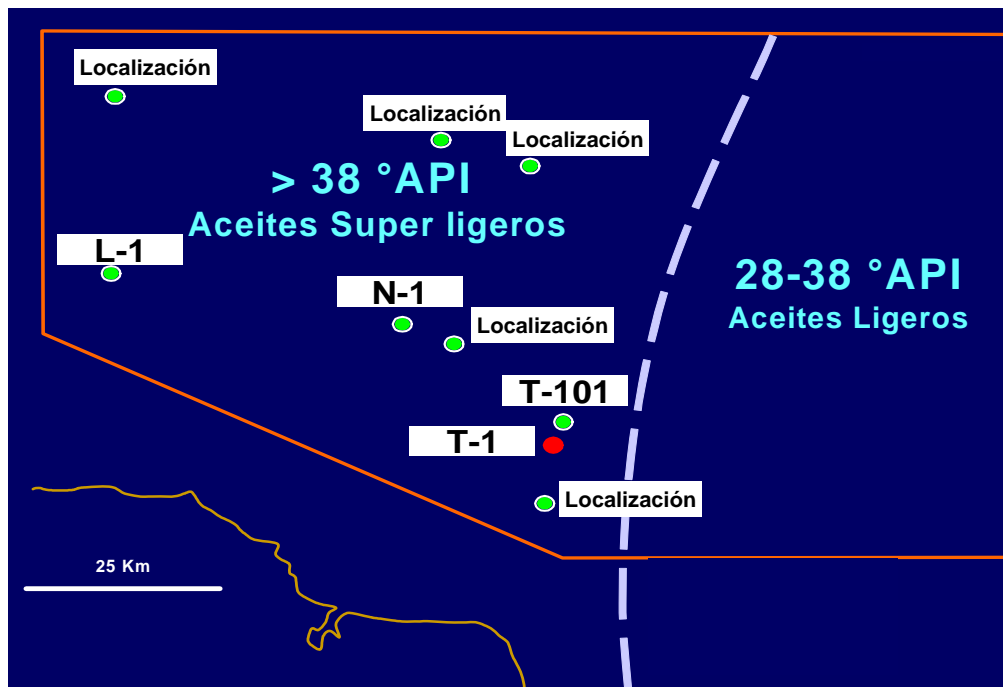 Localización
Localización
Localización
> 38 °API
Aceites Super ligeros
L-1
N-1
Localización
28-38 °API
Aceites Ligeros
T-101
T-1
Localización
25 Km